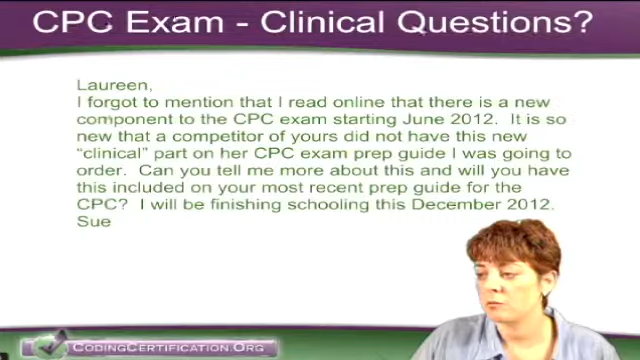 CPC Exam - Clinical Questions?
Laureen,
I forgot to mention that I read online that there is a new
component to the CPC exam starting June 2012.  It is so
new that a competitor of yours did not have this new
“clinical” part on her CPC exam prep guide I was going to
order.  Can you tell me more about this and will you have
this included on your most recent prep guide for the
CPC?  I will be finishing schooling this December 2012.
Sue
CODINGCERTIFICATION.ORG